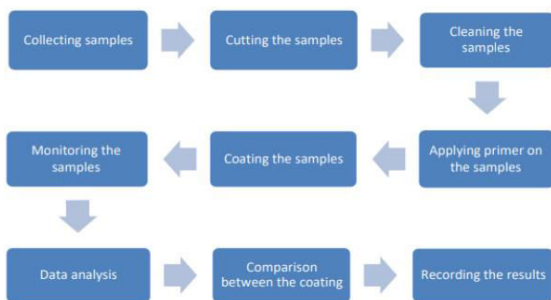 Collecting samples
Cutting the samples
Cleaning the
samples
Applying primer on
the samples
Coating the samples
Monitoring the
samples
Data analysis
Comparison
between the coating
Recording the results